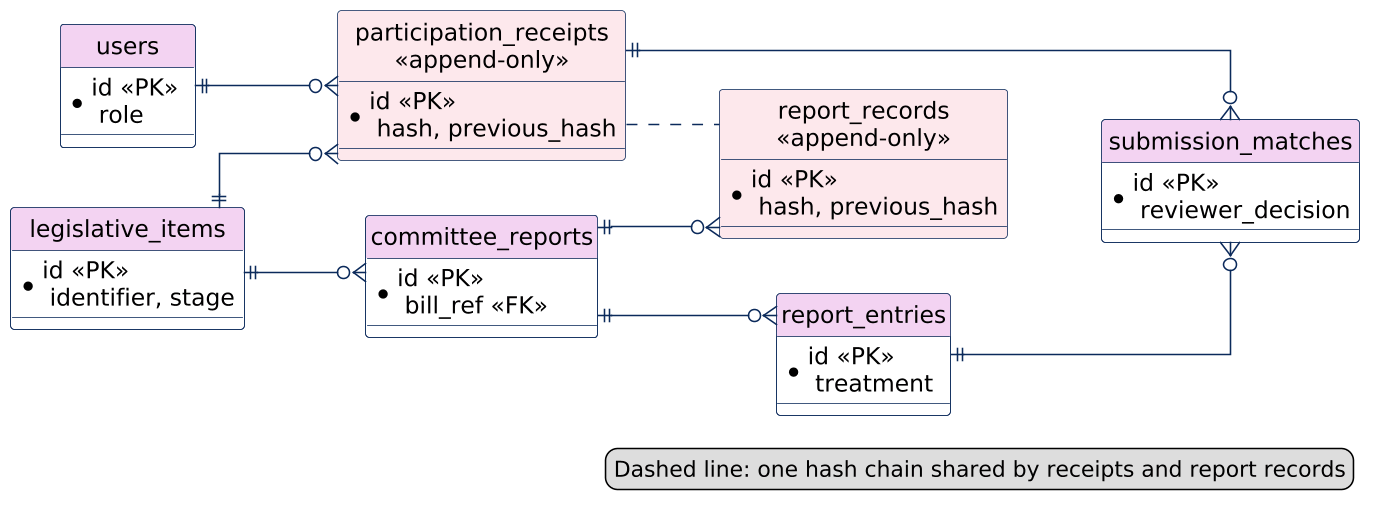 users
id «PK»
role
participation_receipts
«append-only»
id «PK»
hash, previous_hash
report_records
«append-only»
id «PK»
hash, previous_hash
submission_matches
id «PK»
reviewer_decision
legislative_items
id «PK»
identifier, stage
committee_reports
id «PK»
bill_ref «FK»
report_entries
id «PK»
treatment
Dashed line: one hash chain shared by receipts and report records